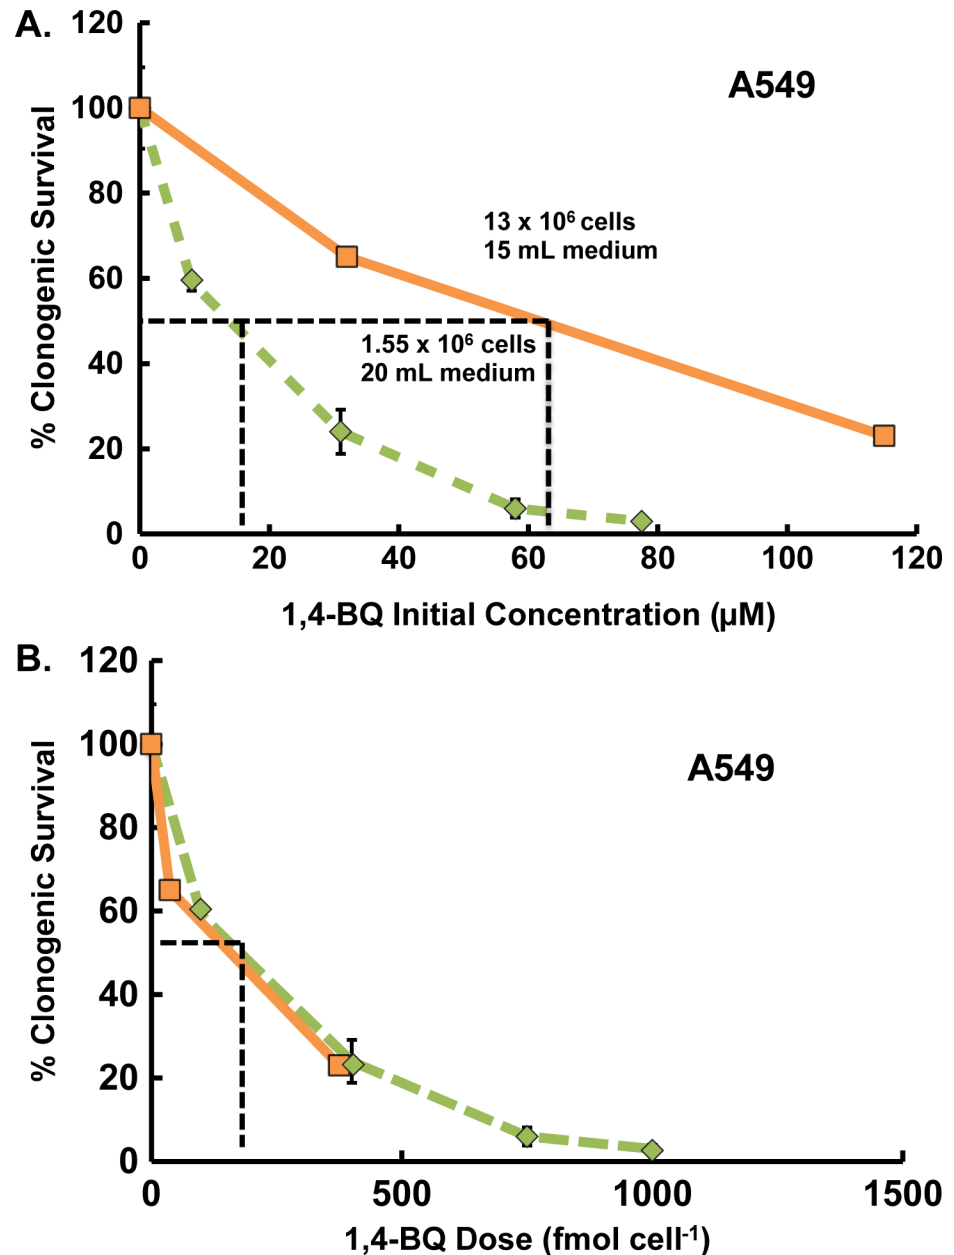 A.
120
100
80
60
40
20
0
% Clonogenic Survival
A549
13 x 10⁶ cells
15 mL medium
1.55 x 10⁶ cells
20 mL medium
0 20 40 60 80 100 120
1,4-BQ Initial Concentration (µM)
B.
120
100
80
60
40
20
0
% Clonogenic Survival
A549
0 500 1000 1500
1,4-BQ Dose (fmol cell⁻¹)